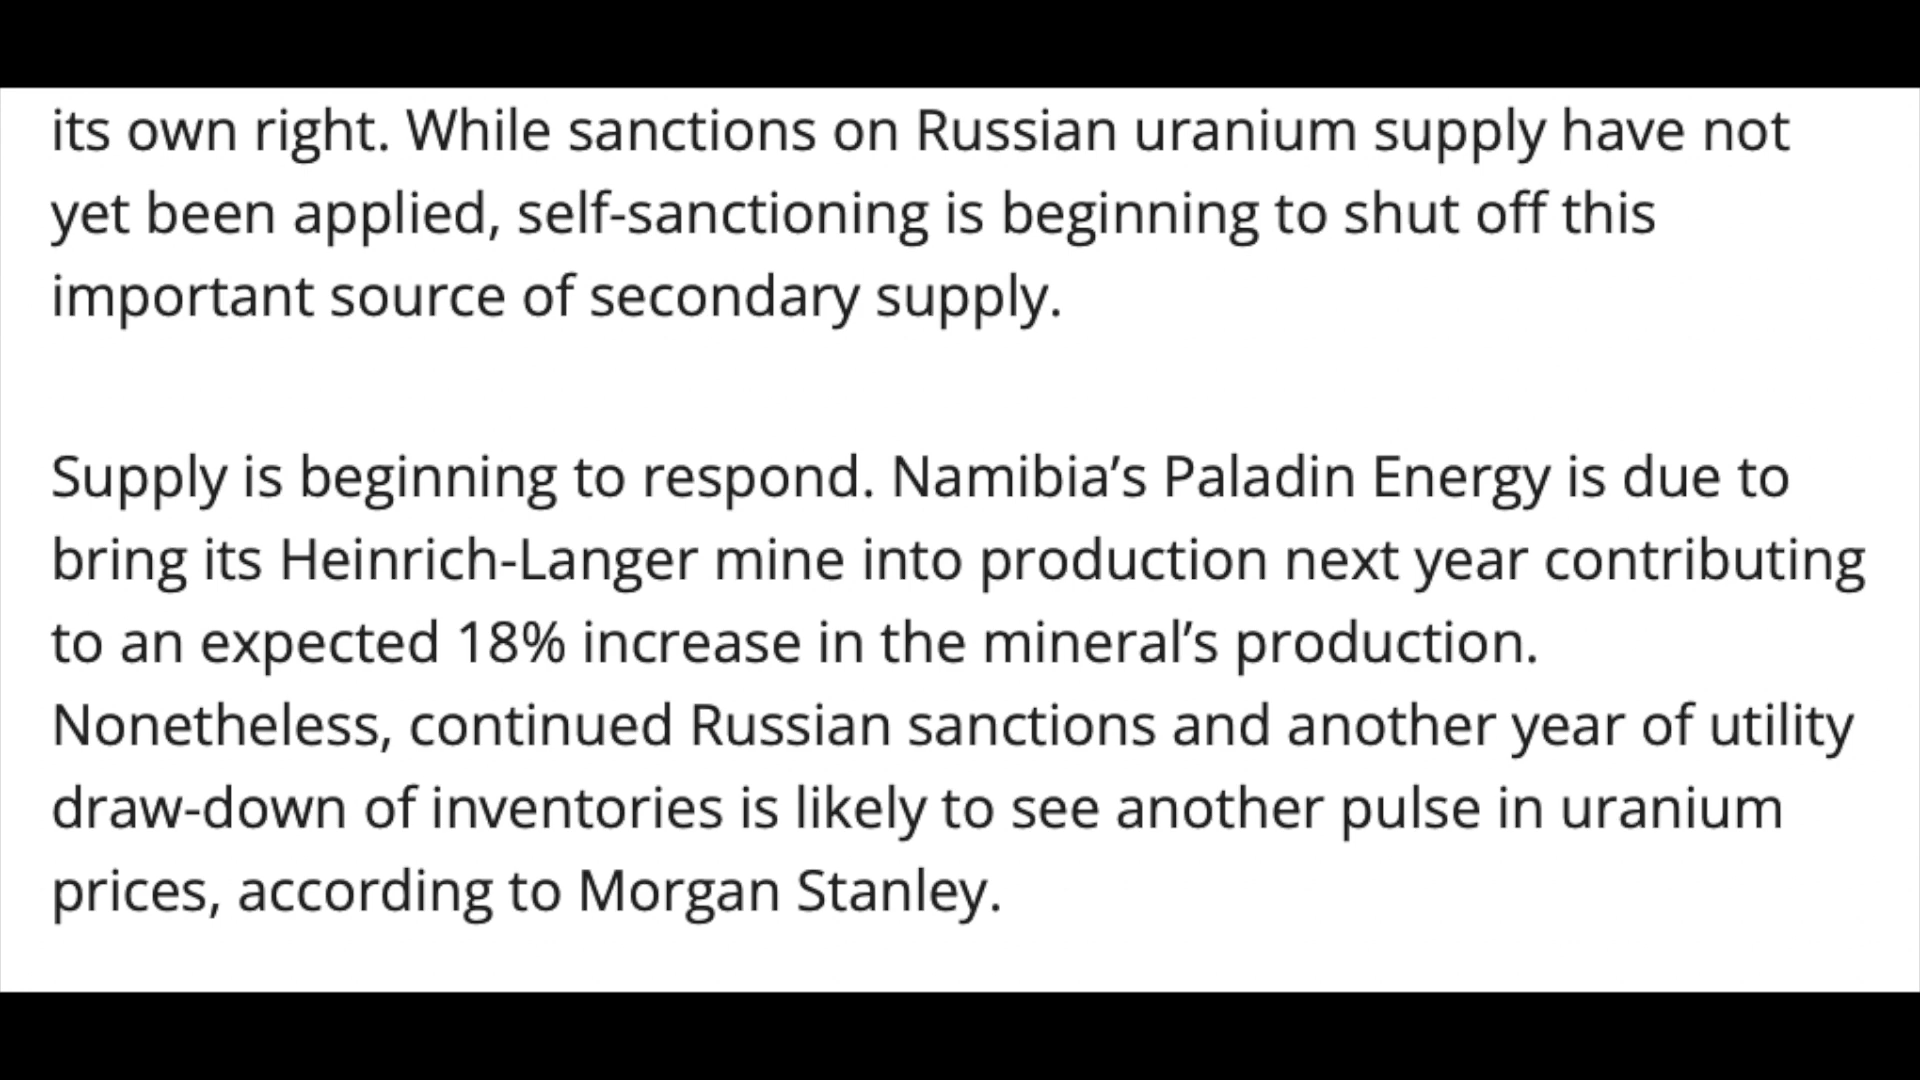 its own right. While sanctions on Russian uranium supply have not
yet been applied, self-sanctioning is beginning to shut off this
important source of secondary supply.
Supply is beginning to respond. Namibia’s Paladin Energy is due to
bring its Heinrich-Langer mine into production next year contributing
to an expected 18% increase in the mineral’s production.
Nonetheless, continued Russian sanctions and another year of utility
draw-down of inventories is likely to see another pulse in uranium
prices, according to Morgan Stanley.